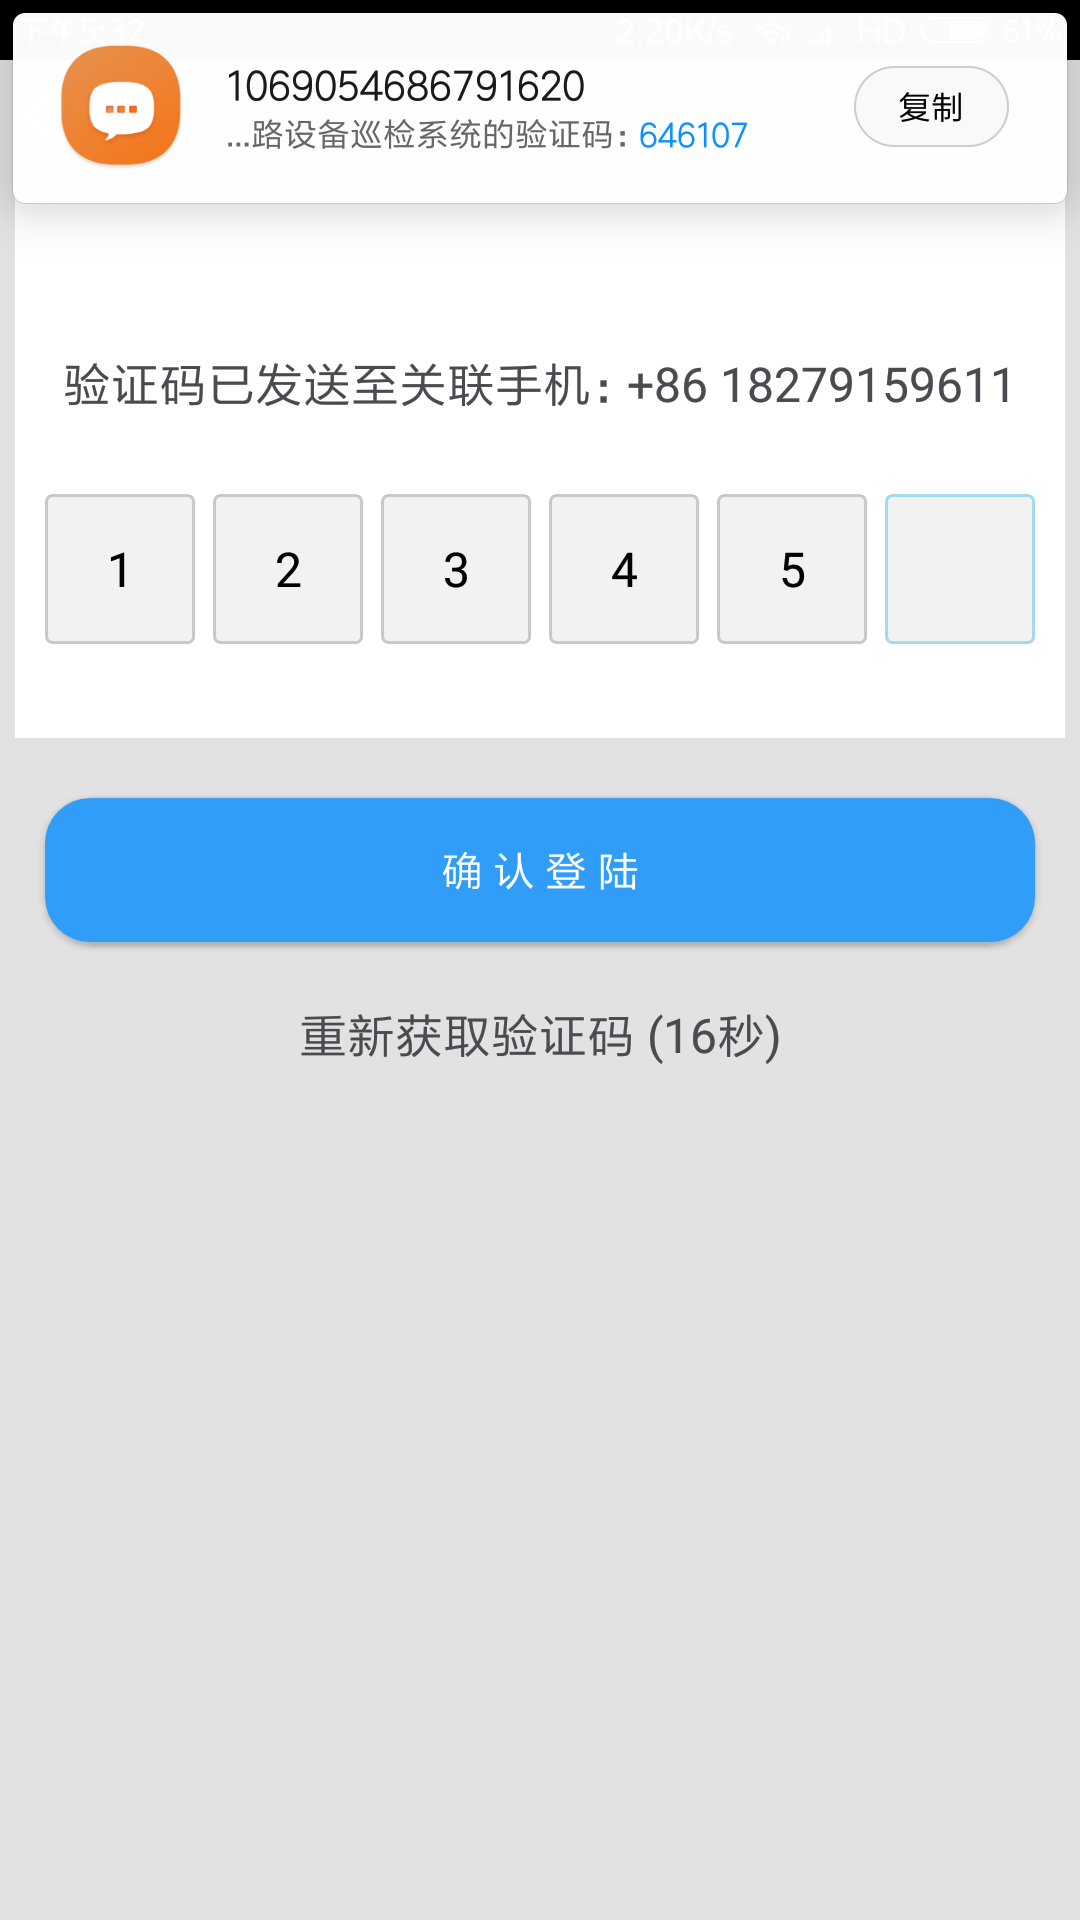 下午5:32 2.20K/s HD 61%
1069054686791620
...路设备巡检系统的验证码：646107
复制
验证码已发送至关联手机：+86 18279159611
1 2 3 4 5
确认登陆
重新获取验证码 (16秒)